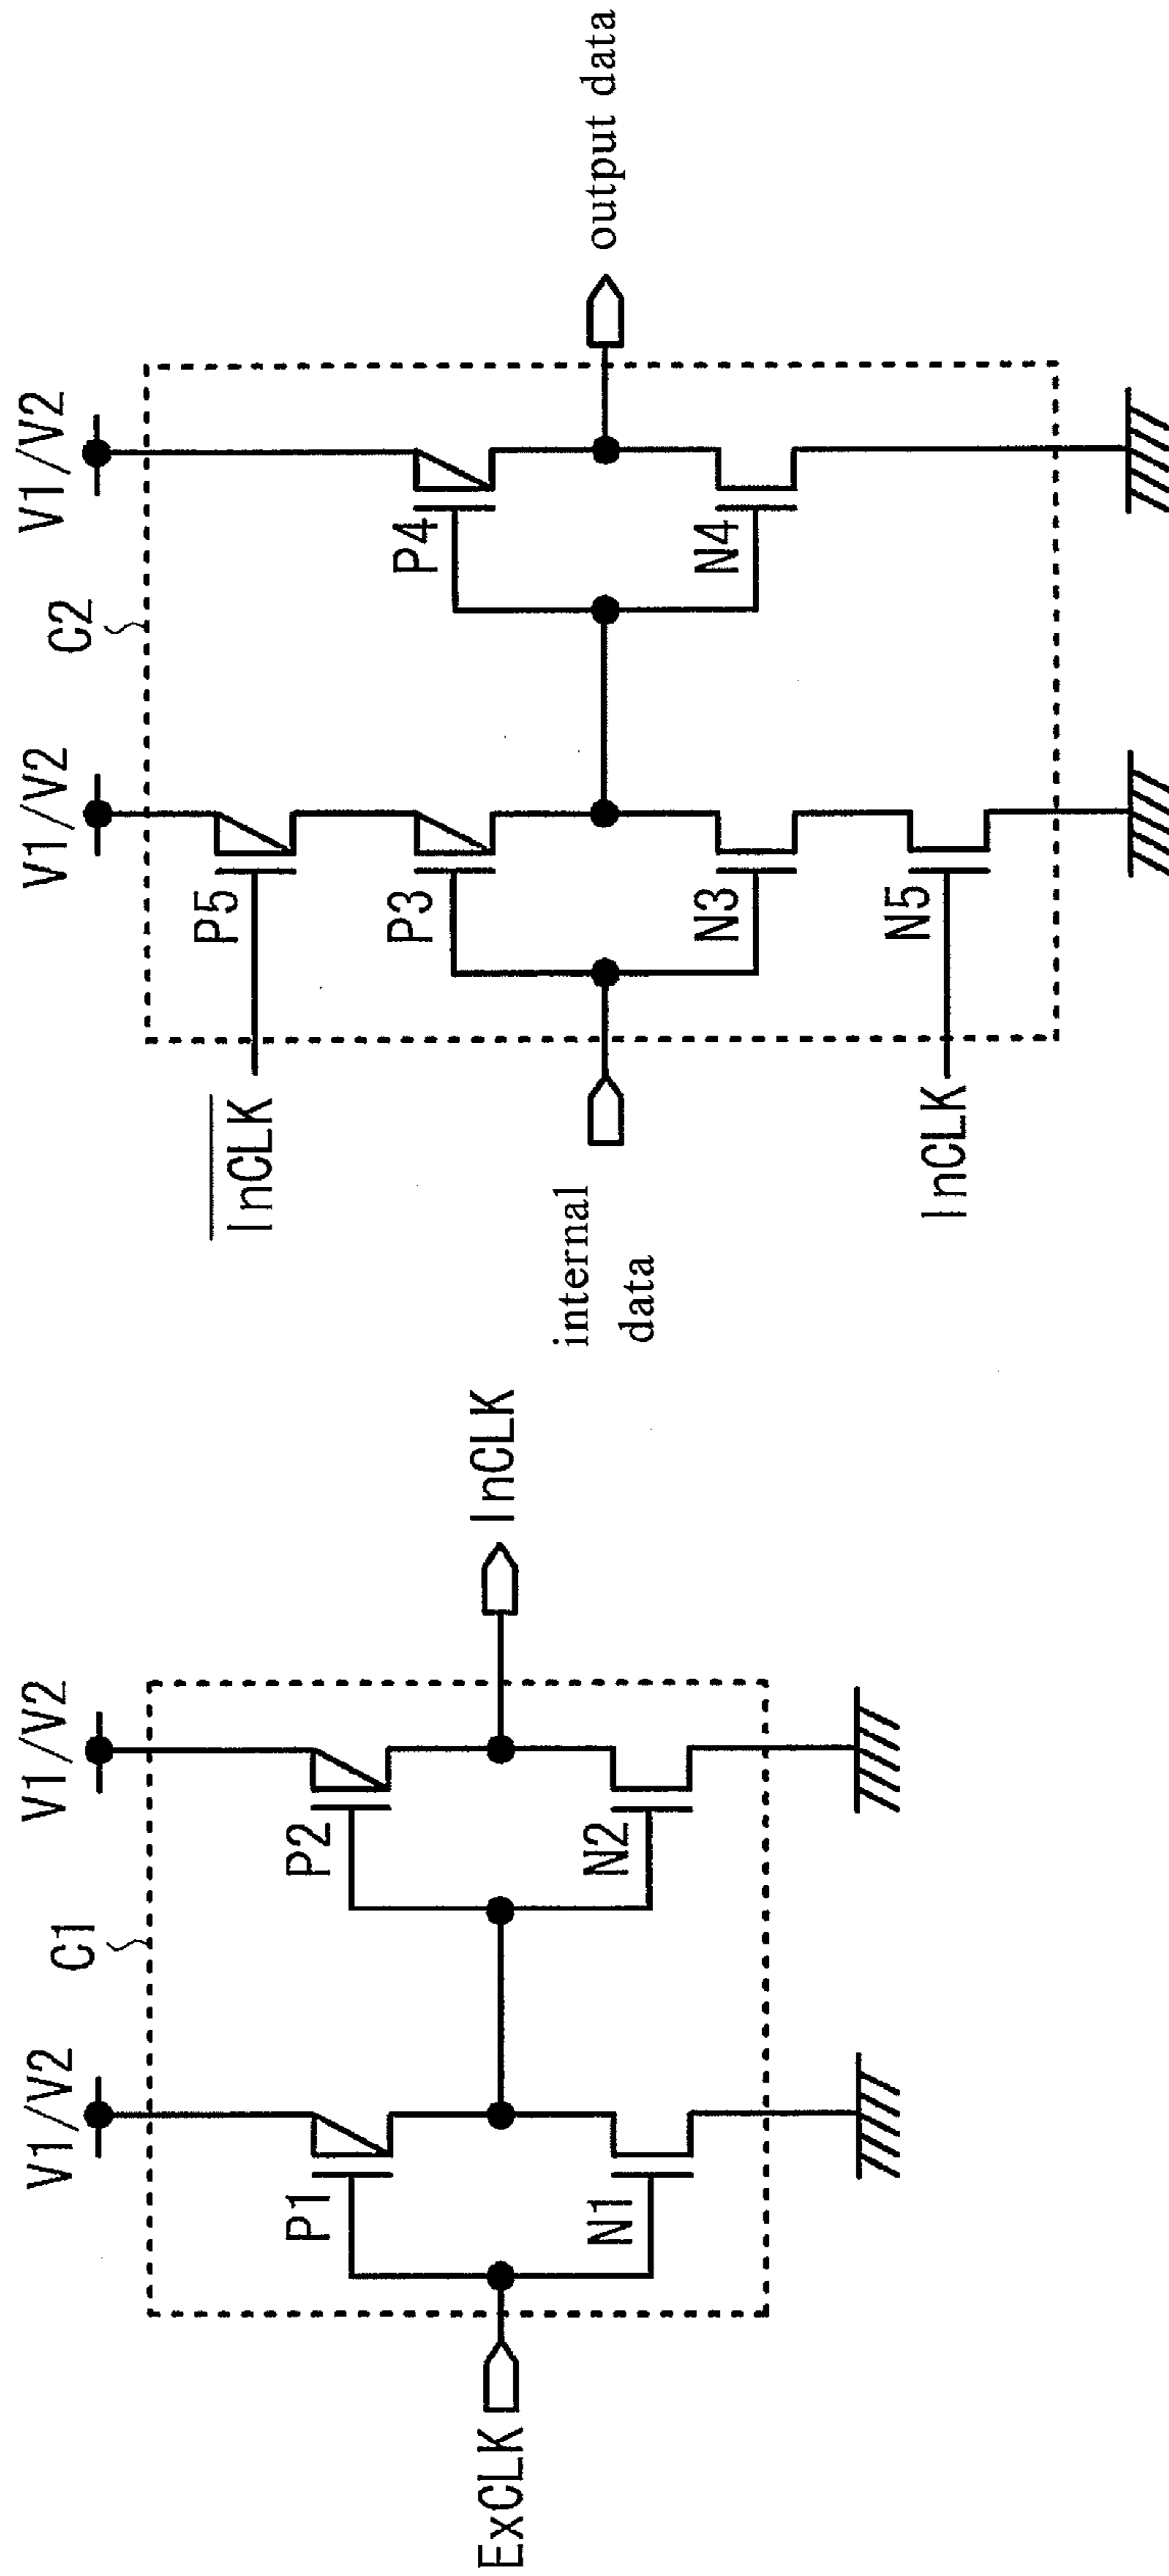 V1/V2
V1/V2
C1
P1
P2
ExCLK
InCLK
N1
N2
V1/V2
V1/V2
C2
I̅n̅C̅L̅K̅
P5
P3
P4
internal
data
output data
N3
N4
InCLK
N5